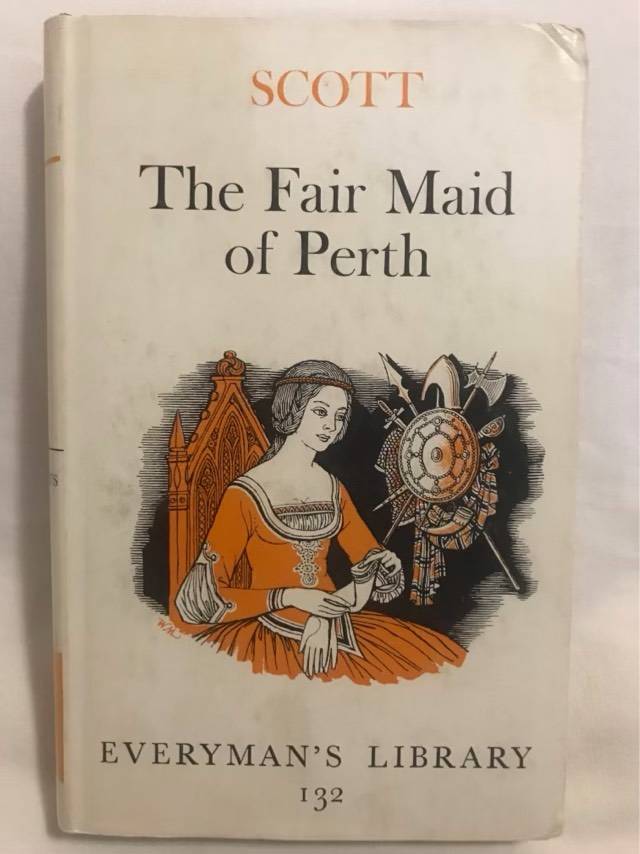 SCOTT
The Fair Maid
of Perth
EVERYMAN'S LIBRARY
132